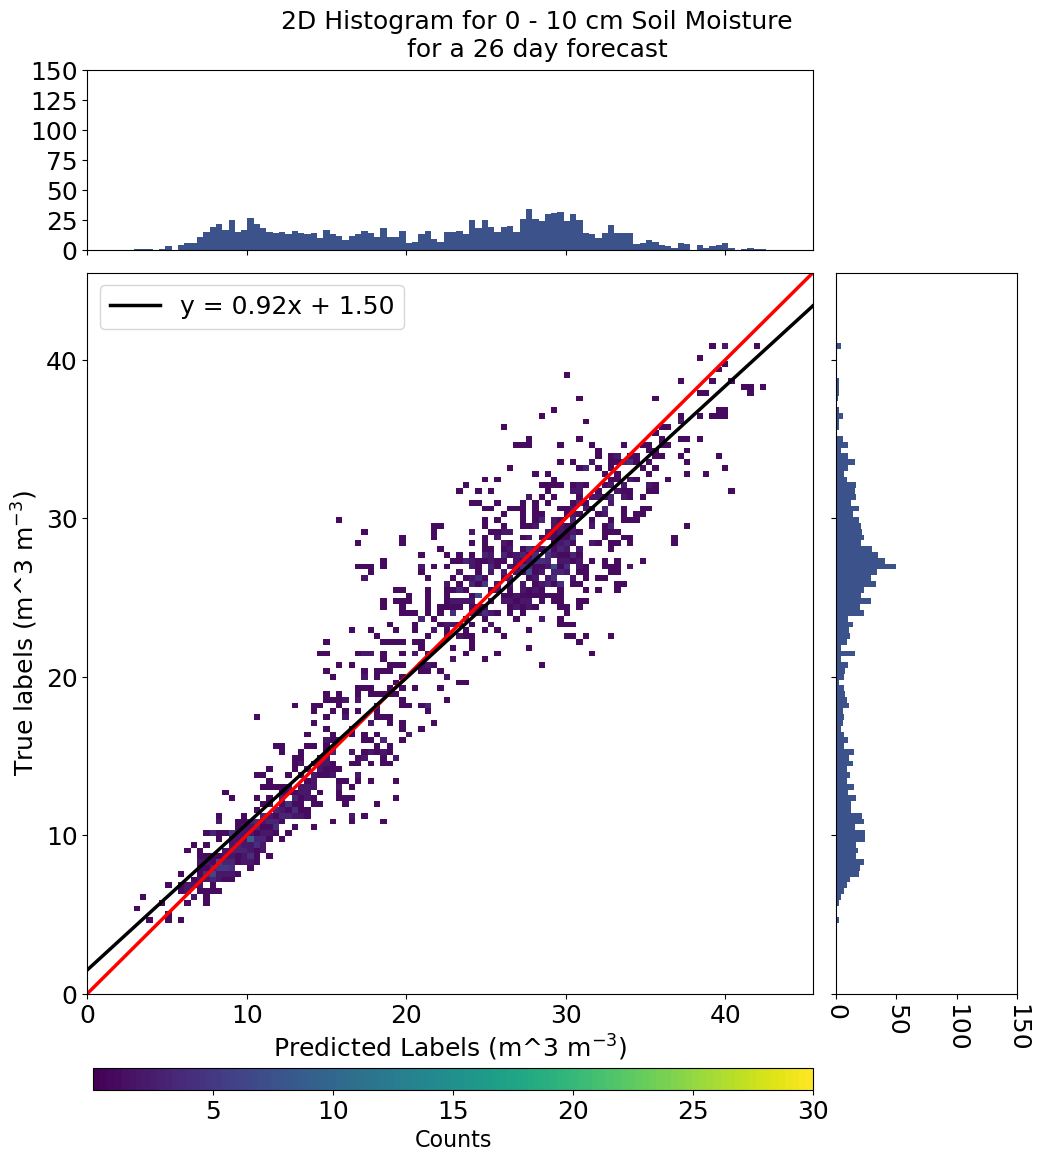 2D Histogram for 0 - 10 cm Soil Moisture
for a 26 day forecast
150
125
100
75
50
25
0
y = 0.92x + 1.50
40
30
20
10
0
True labels (m^3 m⁻³)
0 10 20 30 40
Predicted Labels (m^3 m⁻³)
0 50 100 150
5 10 15 20 25 30
Counts